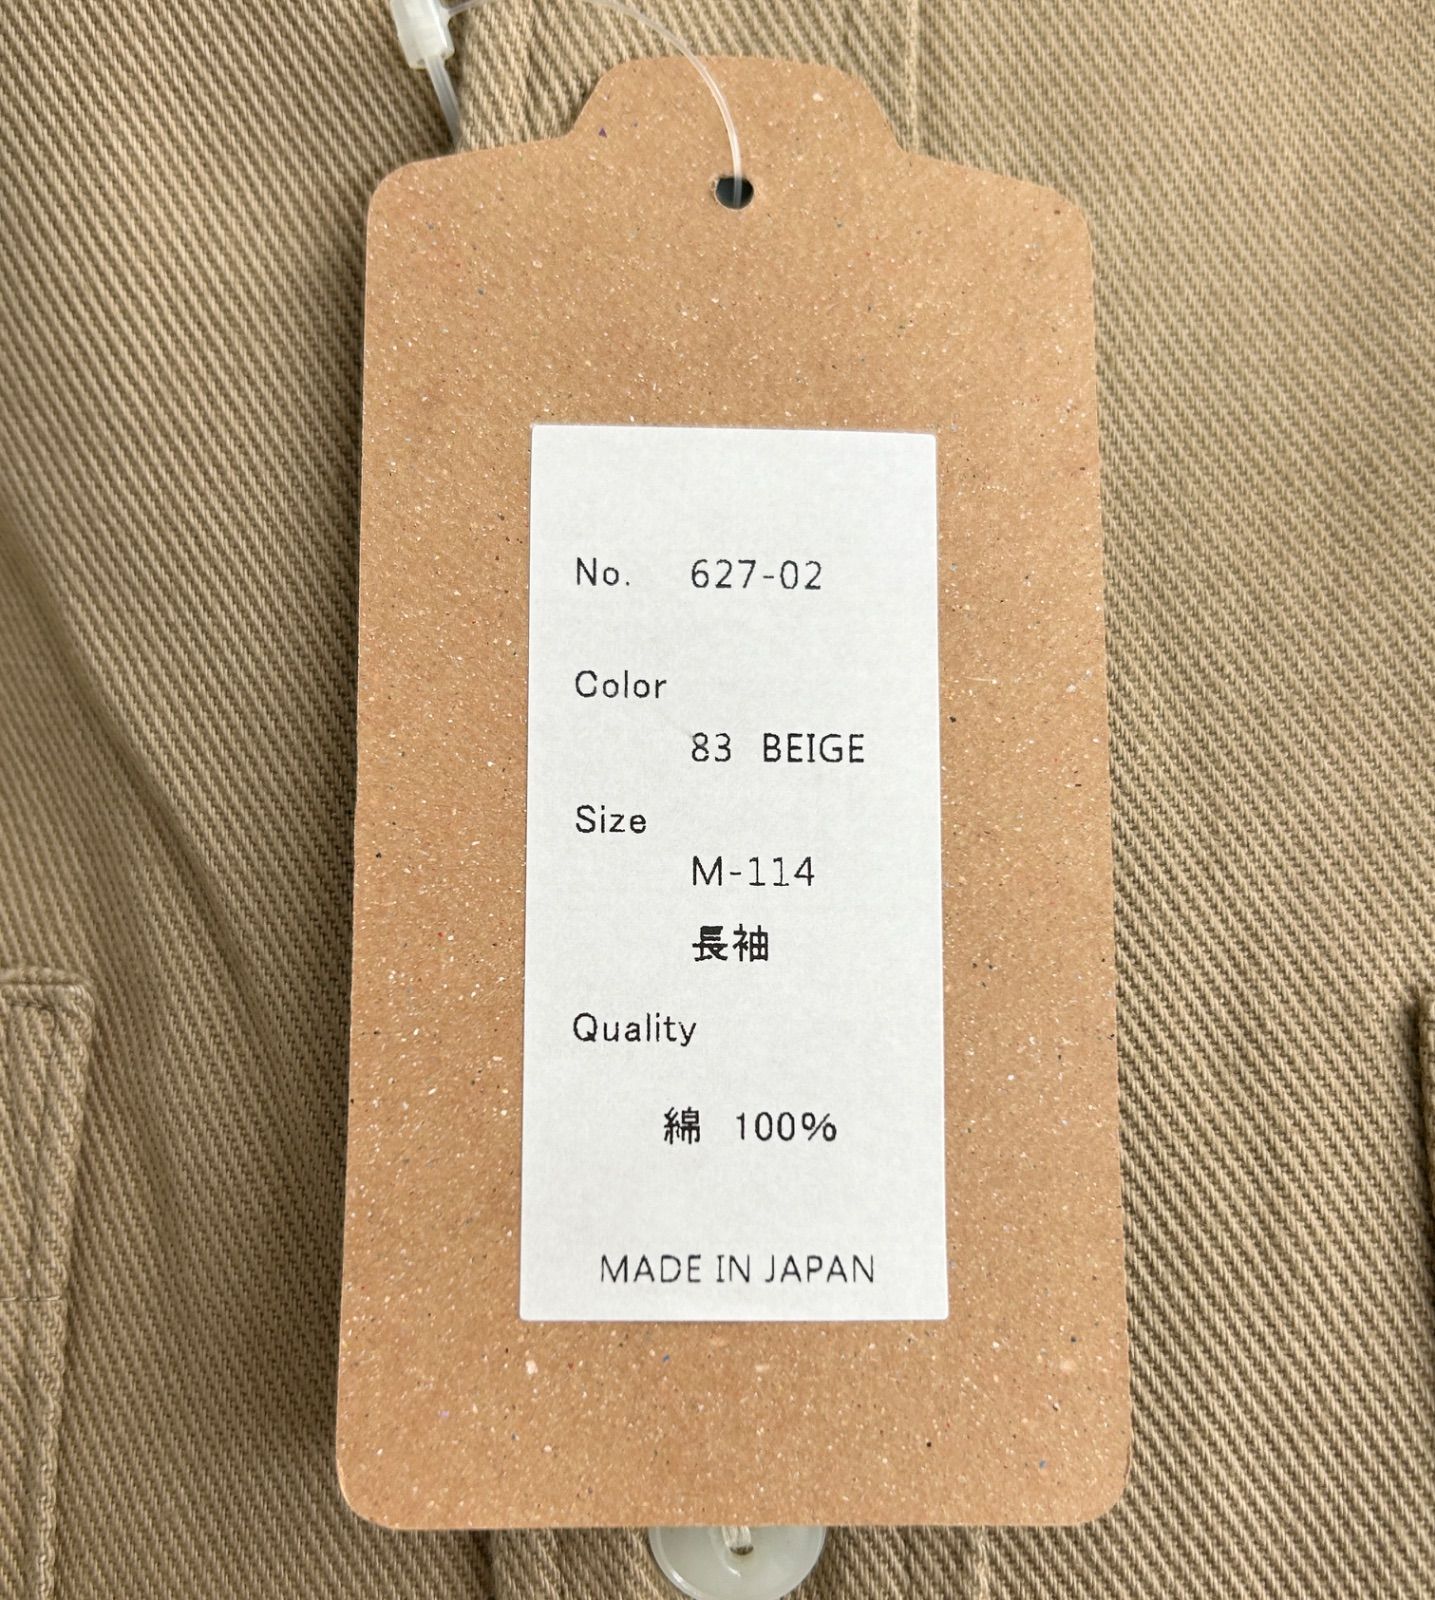 No. 627-02
Color
83 BEIGE
Size
M-114
長袖
Quality
綿 100%
MADE IN JAPAN